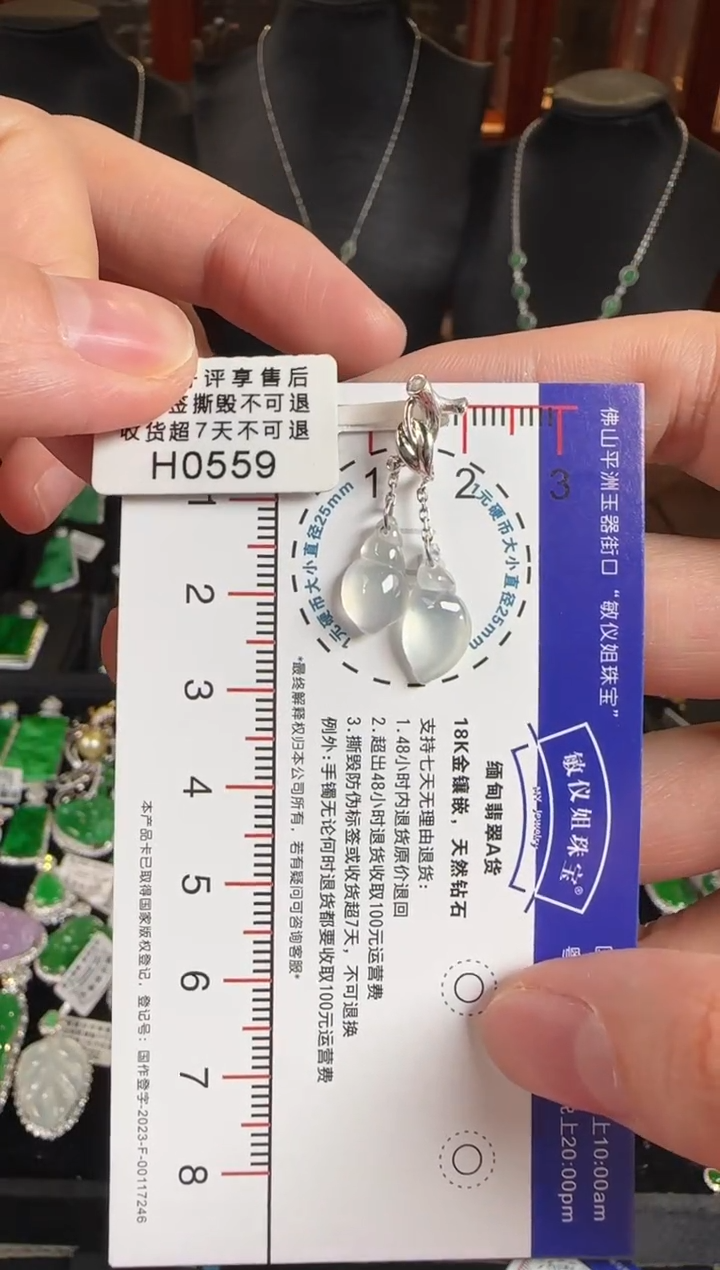 评享售后
签撕毁不可退
收货超7天不可退
H0559
1 2 3
1元硬币大小直径25mm
1元硬币大小直径25mm
佛山平洲玉器街口“敏仪姐珠宝”
敏仪姐珠宝®
MY Jewelry
缅甸翡翠A货
18K金镶嵌，天然钻石
支持七天无理由退货：
1.48小时内退货原价退回
2.超出48小时退货收取100元运营费
3.撕毁防伪标签或收货超7天，不可退换
例外：手镯无论何时退货都要收取100元运营费
*最终解释权归本公司所有，若有疑问可咨询客服*
1 2 3 4 5 6 7 8
本产品卡已取得国家版权登记，登记号：国作登字-2023-F-00117246
上10:00am
晚上20:00pm